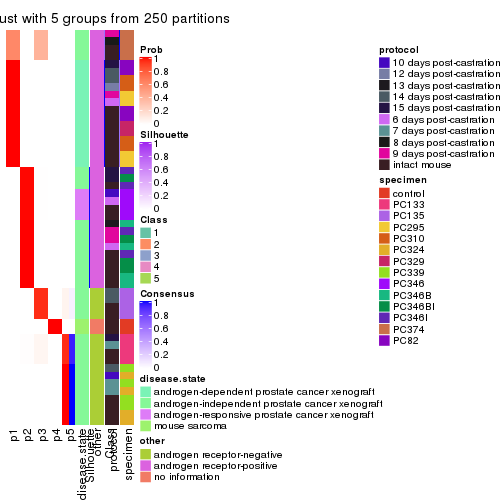 ust with 5 groups from 250 partitions
Prob
1
0.8
0.6
0.4
0.2
0
Silhouette
1
0.8
0.6
0.4
0.2
0
Class
1
2
3
4
5
Consensus
1
0.8
0.6
0.4
0.2
0
disease.state
androgen-dependent prostate cancer xenograft
androgen-independent prostate cancer xenograft
androgen-responsive prostate cancer xenograft
mouse sarcoma
other
androgen receptor-negative
androgen receptor-positive
no information
protocol
10 days post-castration
12 days post-castration
13 days post-castration
14 days post-castration
15 days post-castration
6 days post-castration
7 days post-castration
8 days post-castration
9 days post-castration
intact mouse
specimen
control
PC133
PC135
PC295
PC310
PC324
PC329
PC339
PC346
PC346B
PC346BI
PC346I
PC374
PC82
p1
p2
p3
p4
p5
disease.state
Silhouette
other
Class
protocol
specimen